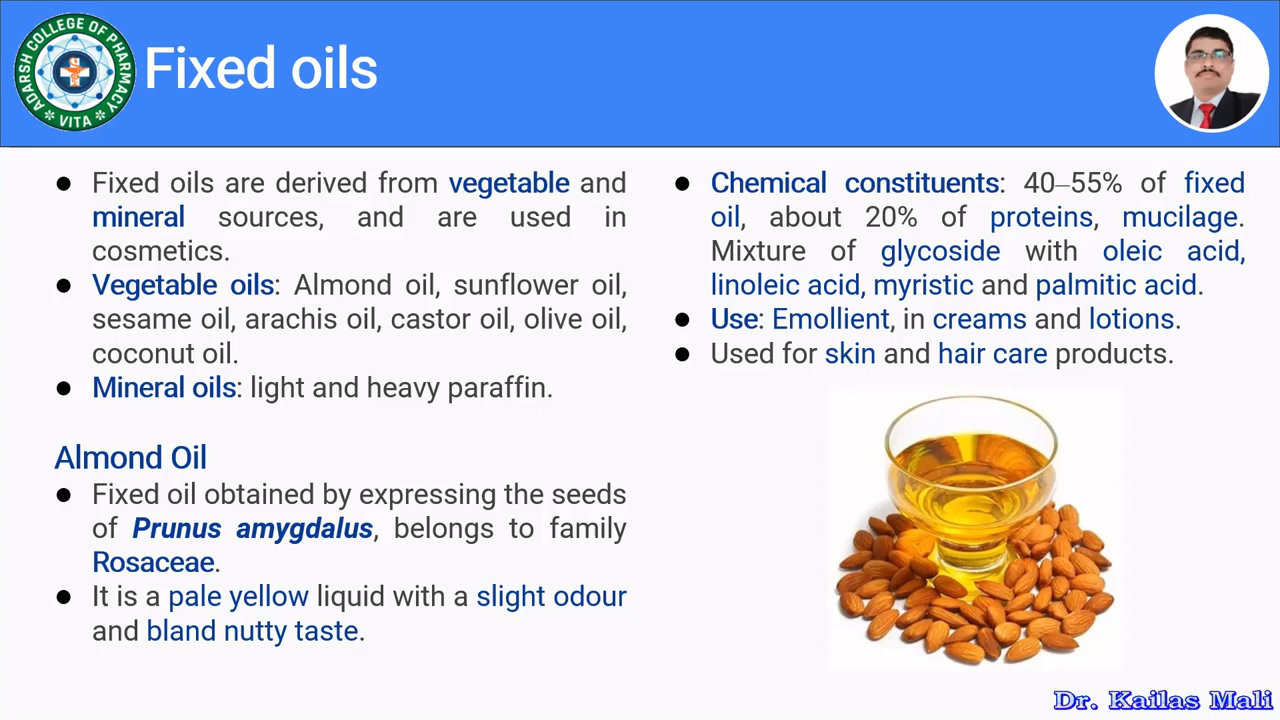 ADARSH COLLEGE OF PHARMACY
* VITA *
Fixed oils
● Fixed oils are derived from vegetable and
mineral sources, and are used in
cosmetics.
● Vegetable oils: Almond oil, sunflower oil,
sesame oil, arachis oil, castor oil, olive oil,
coconut oil.
● Mineral oils: light and heavy paraffin.
Almond Oil
● Fixed oil obtained by expressing the seeds
of Prunus amygdalus, belongs to family
Rosaceae.
● It is a pale yellow liquid with a slight odour
and bland nutty taste.
● Chemical constituents: 40–55% of fixed
oil, about 20% of proteins, mucilage.
Mixture of glycoside with oleic acid,
linoleic acid, myristic and palmitic acid.
● Use: Emollient, in creams and lotions.
● Used for skin and hair care products.
Dr. Kailas Mali